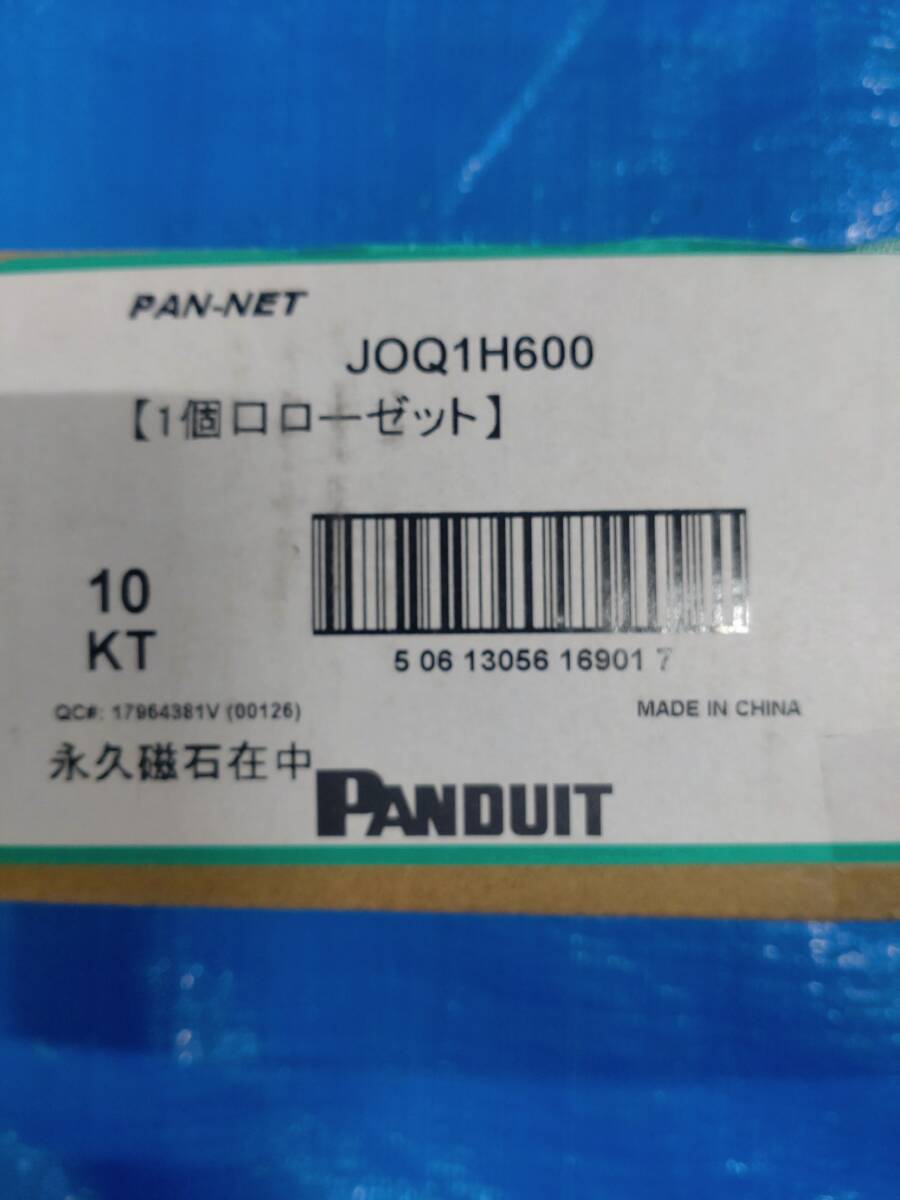 PAN-NET
JOQ1H600
【1個口ローゼット】
10
KT
5 06 13056 16901 7
QC#: 17964381V (00126)
MADE IN CHINA
永久磁石在中
PANDUIT